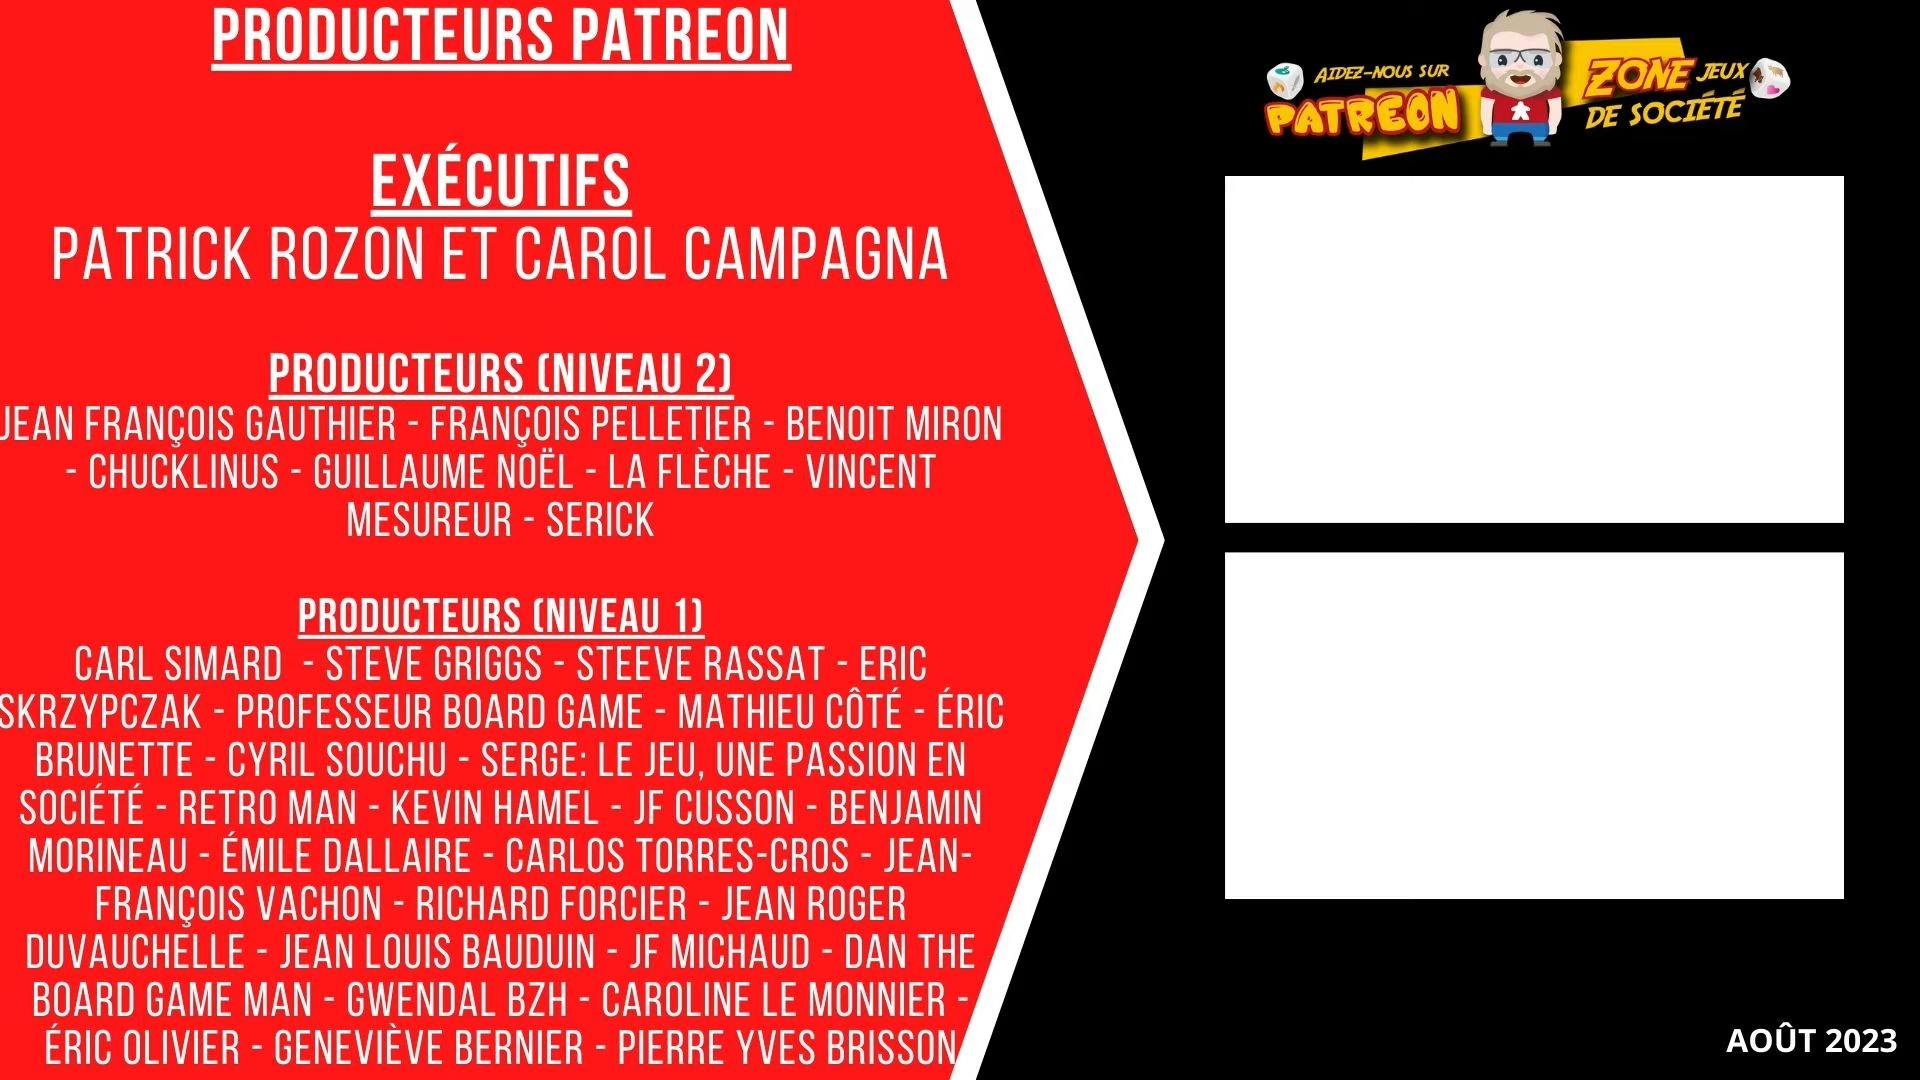 PRODUCTEURS PATREON
EXÉCUTIFS
PATRICK ROZON ET CAROL CAMPAGNA
PRODUCTEURS (NIVEAU 2)
JEAN FRANÇOIS GAUTHIER - FRANÇOIS PELLETIER - BENOIT MIRON
- CHUCKLINUS - GUILLAUME NOËL - LA FLÈCHE - VINCENT
MESUREUR - SERICK
PRODUCTEURS (NIVEAU 1)
CARL SIMARD - STEVE GRIGGS - STEEVE RASSAT - ERIC
SKRZYPCZAK - PROFESSEUR BOARD GAME - MATHIEU CÔTÉ - ÉRIC
BRUNETTE - CYRIL SOUCHU - SERGE: LE JEU, UNE PASSION EN
SOCIÉTÉ - RETRO MAN - KEVIN HAMEL - JF CUSSON - BENJAMIN
MORINEAU - ÉMILE DALLAIRE - CARLOS TORRES-CROS - JEAN-
FRANÇOIS VACHON - RICHARD FORCIER - JEAN ROGER
DUVAUCHELLE - JEAN LOUIS BAUDUIN - JF MICHAUD - DAN THE
BOARD GAME MAN - GWENDAL BZH - CAROLINE LE MONNIER -
ÉRIC OLIVIER - GENEVIÈVE BERNIER - PIERRE YVES BRISSON
AIDEZ-NOUS SUR
PATREON
ZONE JEUX
DE SOCIÉTÉ
AOÛT 2023